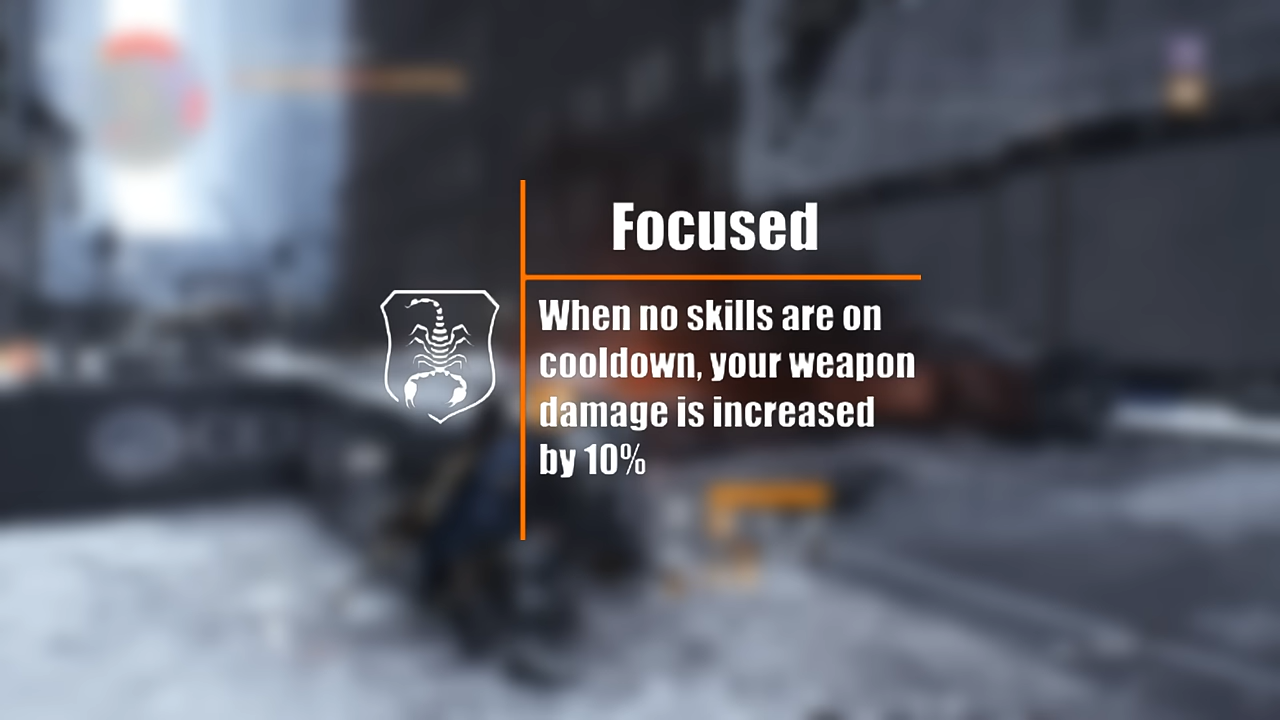 Focused
When no skills are on
cooldown, your weapon
damage is increased
by 10%